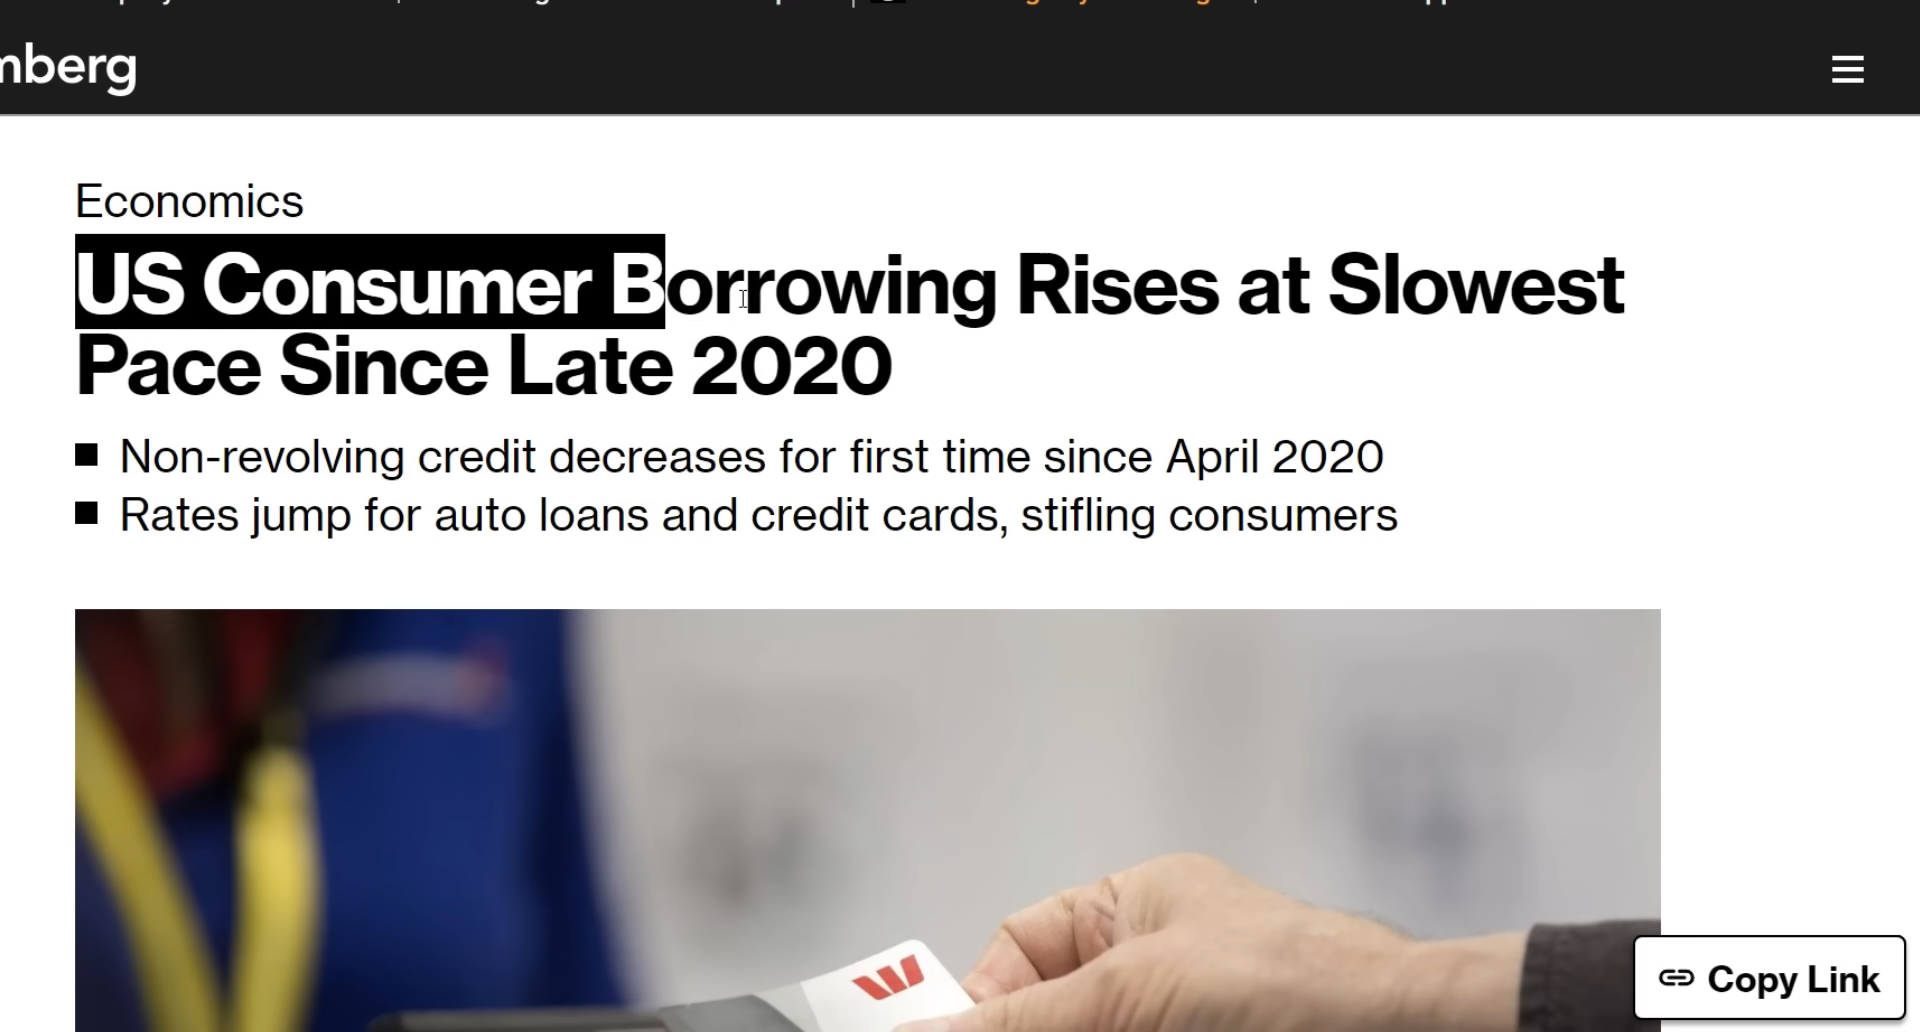 mberg
Economics
US Consumer Borrowing Rises at Slowest
Pace Since Late 2020
Non-revolving credit decreases for first time since April 2020
Rates jump for auto loans and credit cards, stifling consumers
Copy Link